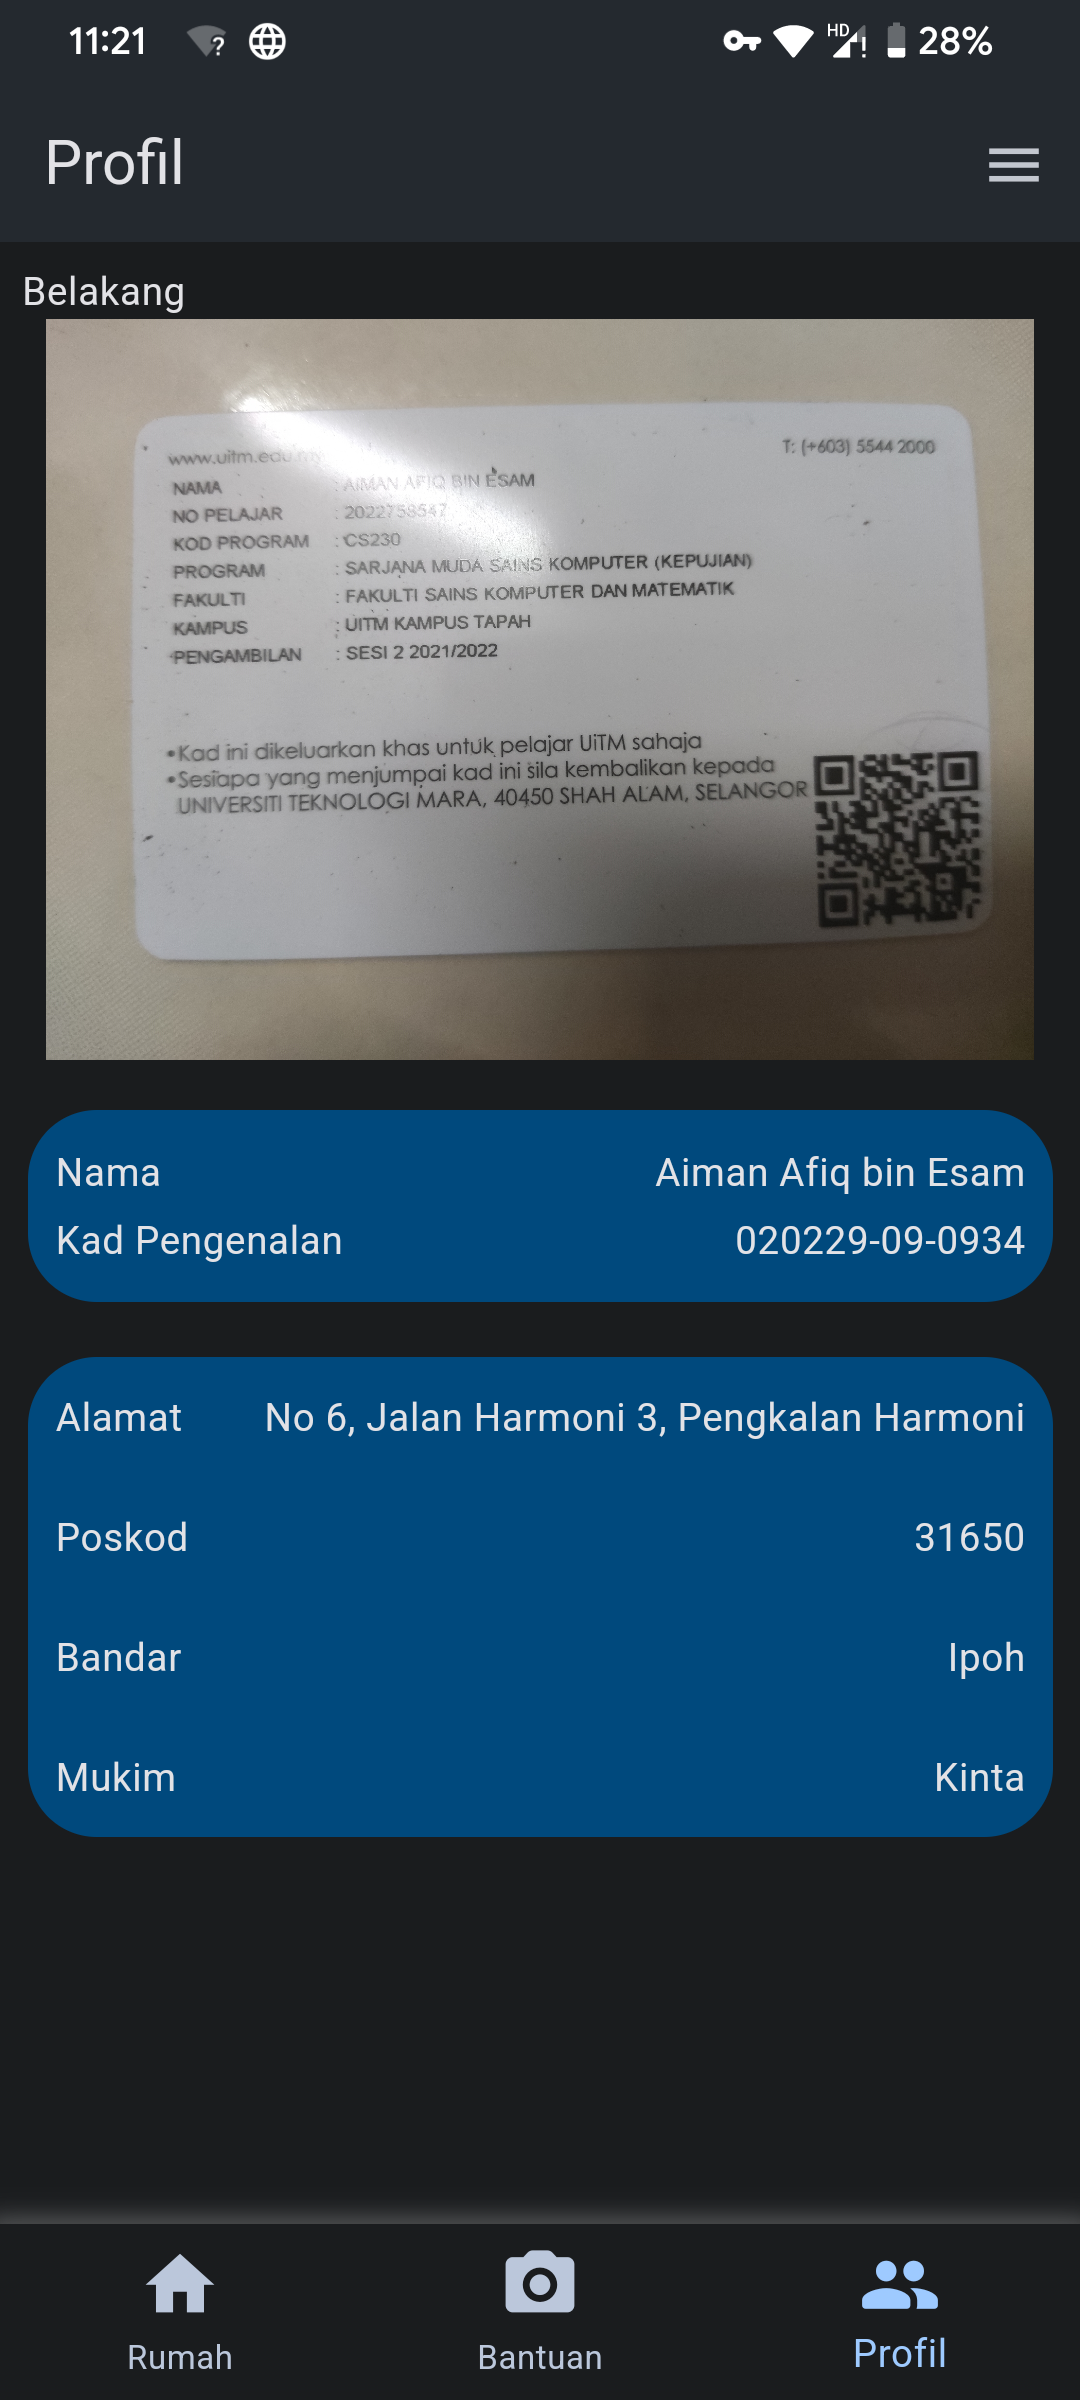 11:21
HD
28%
Profil
Belakang
www.uitm.edu.my
T: (+603) 5544 2000
NAMA : AIMAN AFIQ BIN ESAM
NO PELAJAR : 2022758547
KOD PROGRAM : CS230
PROGRAM : SARJANA MUDA SAINS KOMPUTER (KEPUJIAN)
FAKULTI : FAKULTI SAINS KOMPUTER DAN MATEMATIK
KAMPUS : UITM KAMPUS TAPAH
PENGAMBILAN : SESI 2 2021/2022
•Kad ini dikeluarkan khas untuk pelajar UiTM sahaja
•Sesiapa yang menjumpai kad ini sila kembalikan kepada
UNIVERSITI TEKNOLOGI MARA, 40450 SHAH ALAM, SELANGOR
Nama Aiman Afiq bin Esam
Kad Pengenalan 020229-09-0934
Alamat No 6, Jalan Harmoni 3, Pengkalan Harmoni
Poskod 31650
Bandar Ipoh
Mukim Kinta
Rumah
Bantuan
Profil